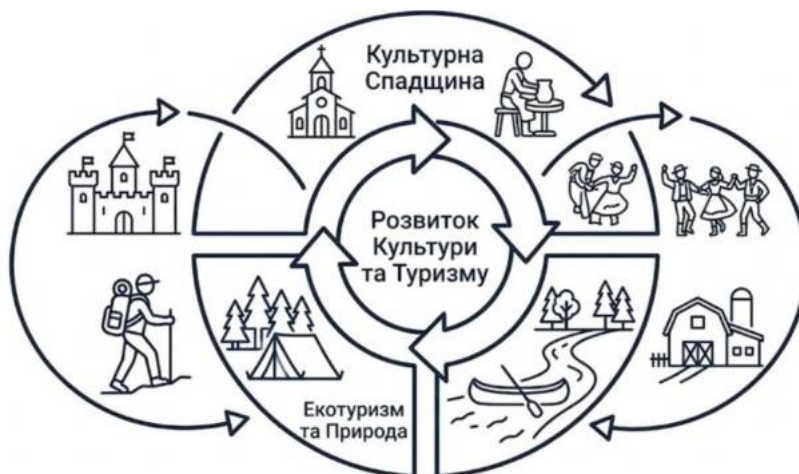 Культурна
Спадщина
Розвиток
Культури
та Туризму
Екотуризм
та Природа